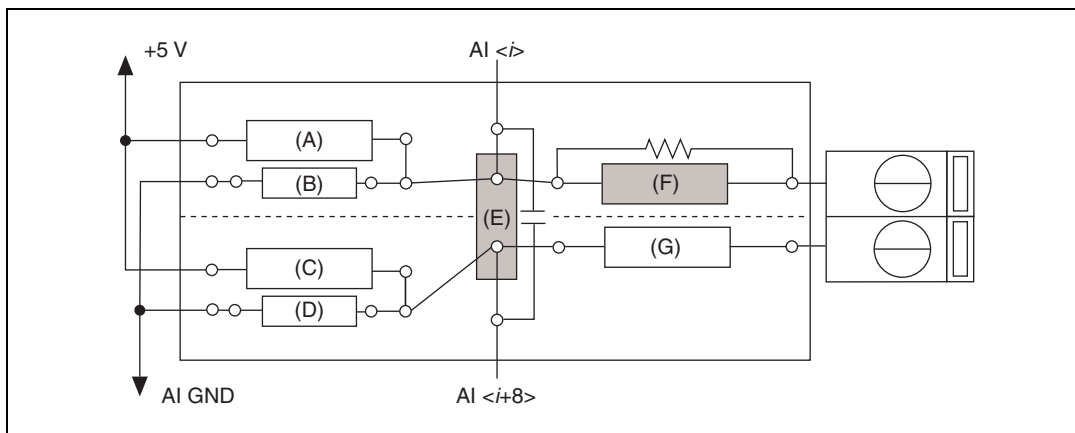 +5 V
AI <i>
(A)
(B)
(F)
(E)
(C)
(G)
(D)
AI GND
AI <i+8>